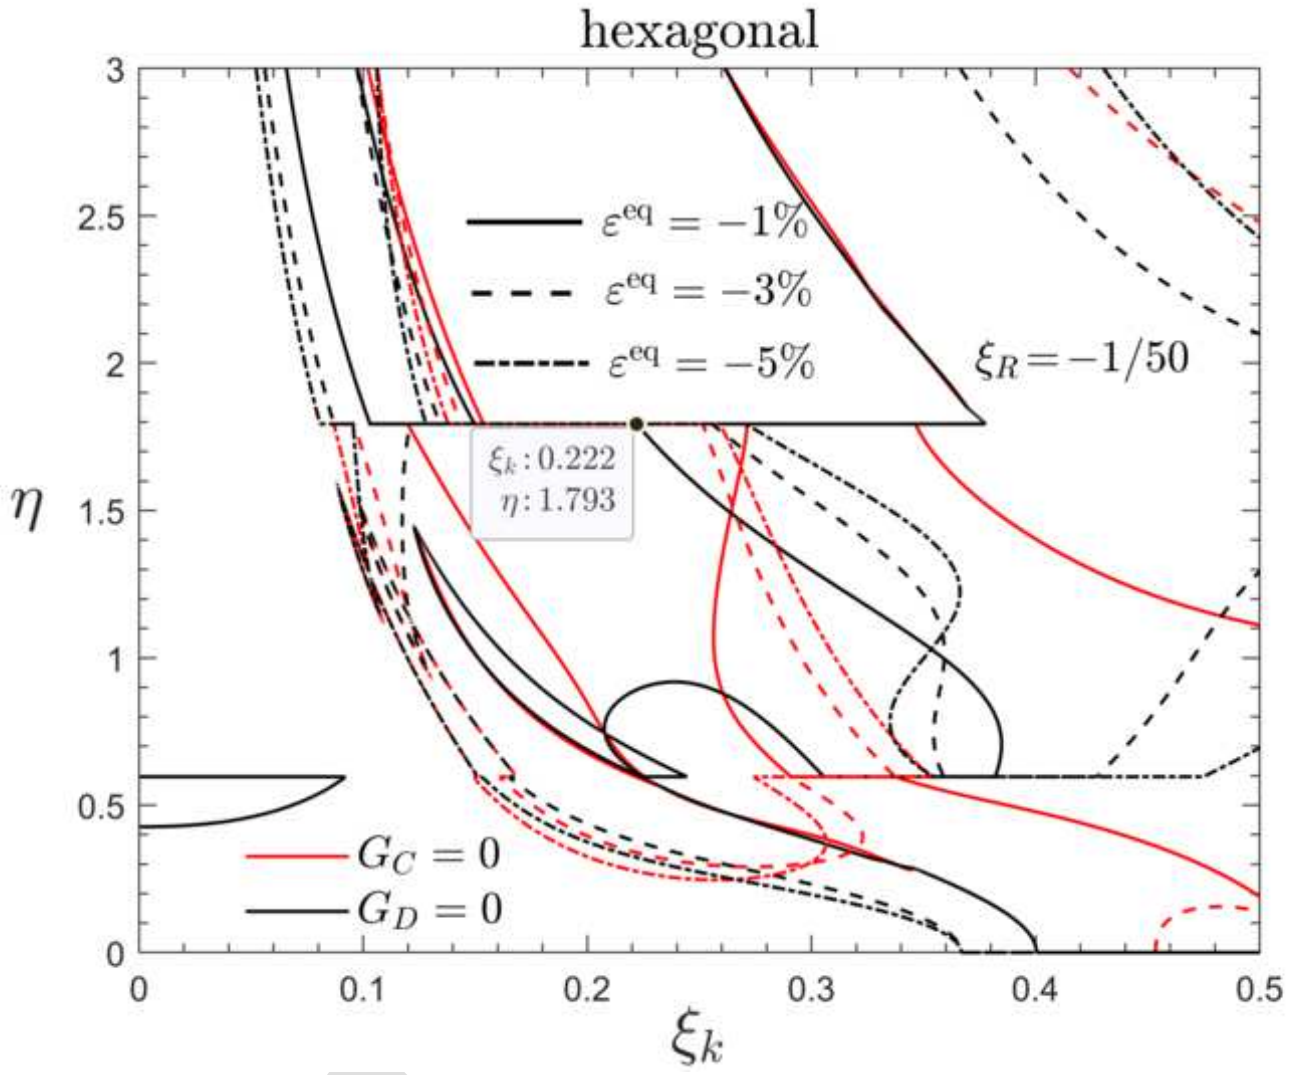 hexagonal
3
2.5
2
1.5
1
0.5
0
η
ε^eq = −1%
ε^eq = −3%
ε^eq = −5%
ξ_R = −1/50
ξ_k: 0.222
η: 1.793
G_C = 0
G_D = 0
0 0.1 0.2 0.3 0.4 0.5
ξ_k